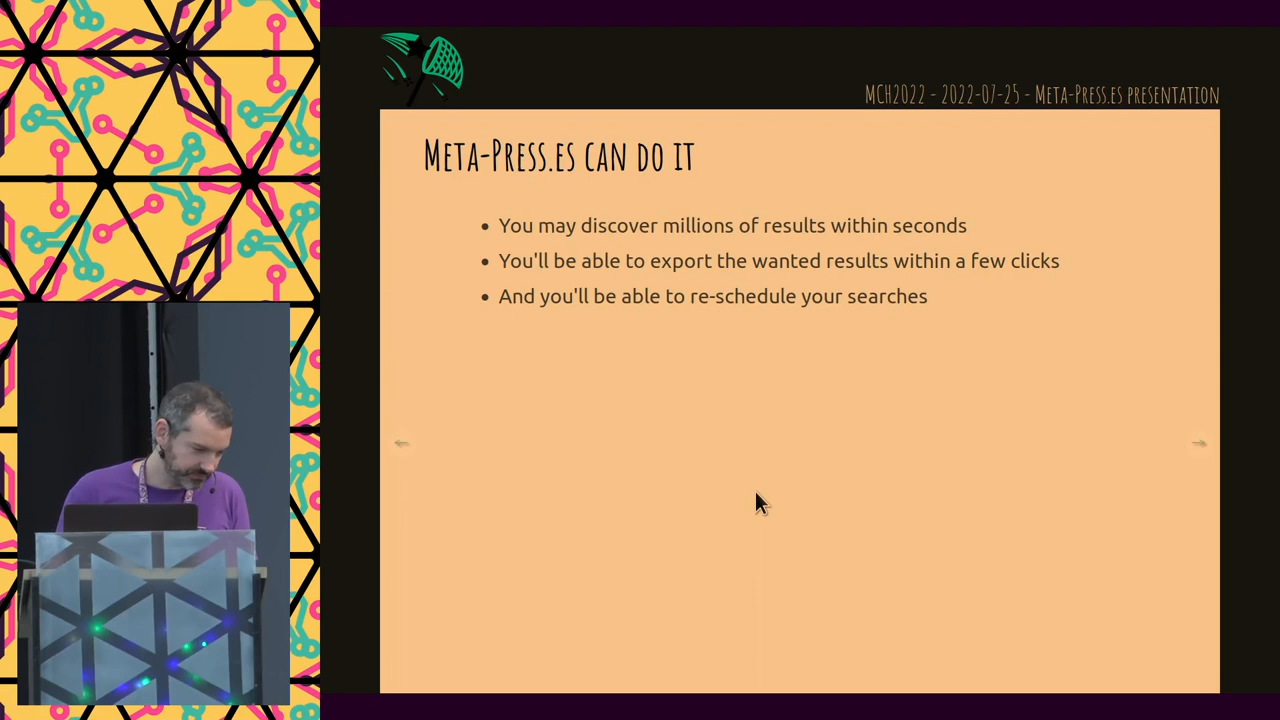 MCH2022 - 2022-07-25 - Meta-Press.es presentation
Meta-Press.es can do it
• You may discover millions of results within seconds
• You'll be able to export the wanted results within a few clicks
• And you'll be able to re-schedule your searches